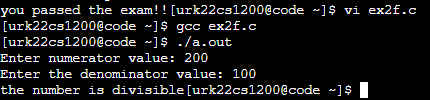 you passed the exam!![urk22cs1200@code ~]$ vi ex2f.c
[urk22cs1200@code ~]$ gcc ex2f.c
[urk22cs1200@code ~]$ ./a.out
Enter numerator value: 200
Enter the denominator value: 100
the number is divisible[urk22cs1200@code ~]$